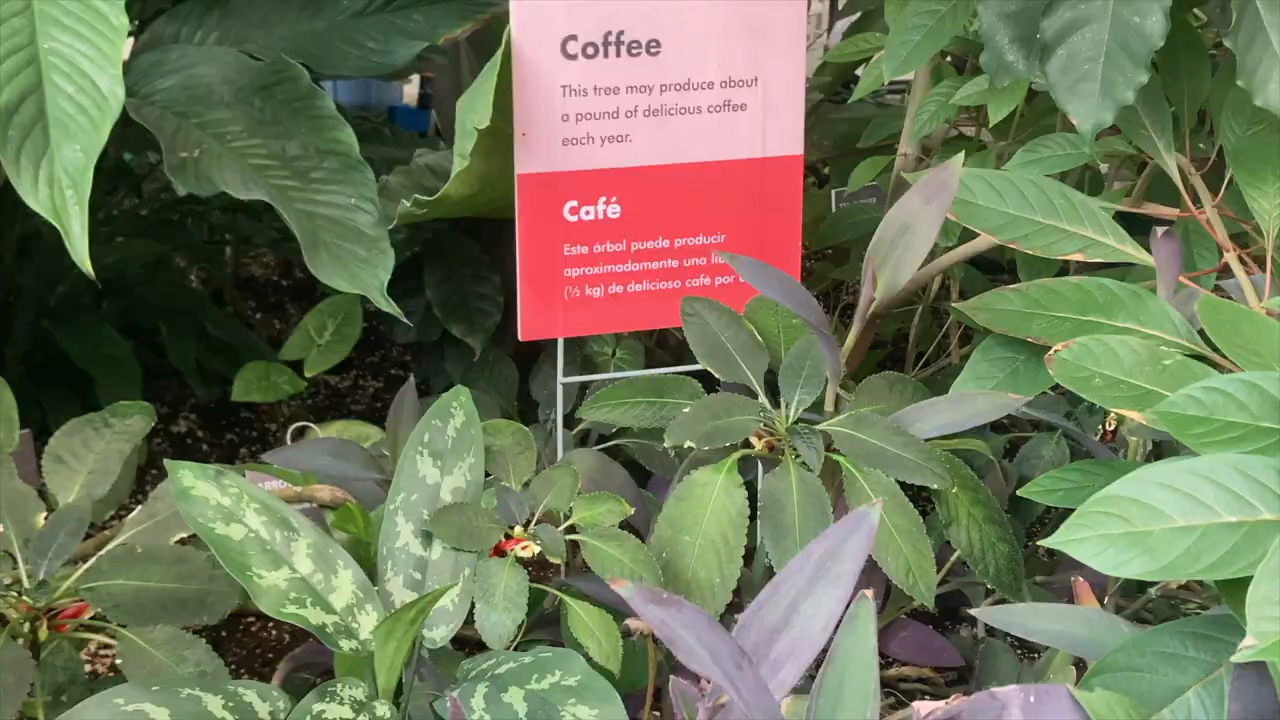 Coffee
This tree may produce about
a pound of delicious coffee
each year.
Café
Este árbol puede producir
aproximadamente una
(½ kg) de delicioso café por